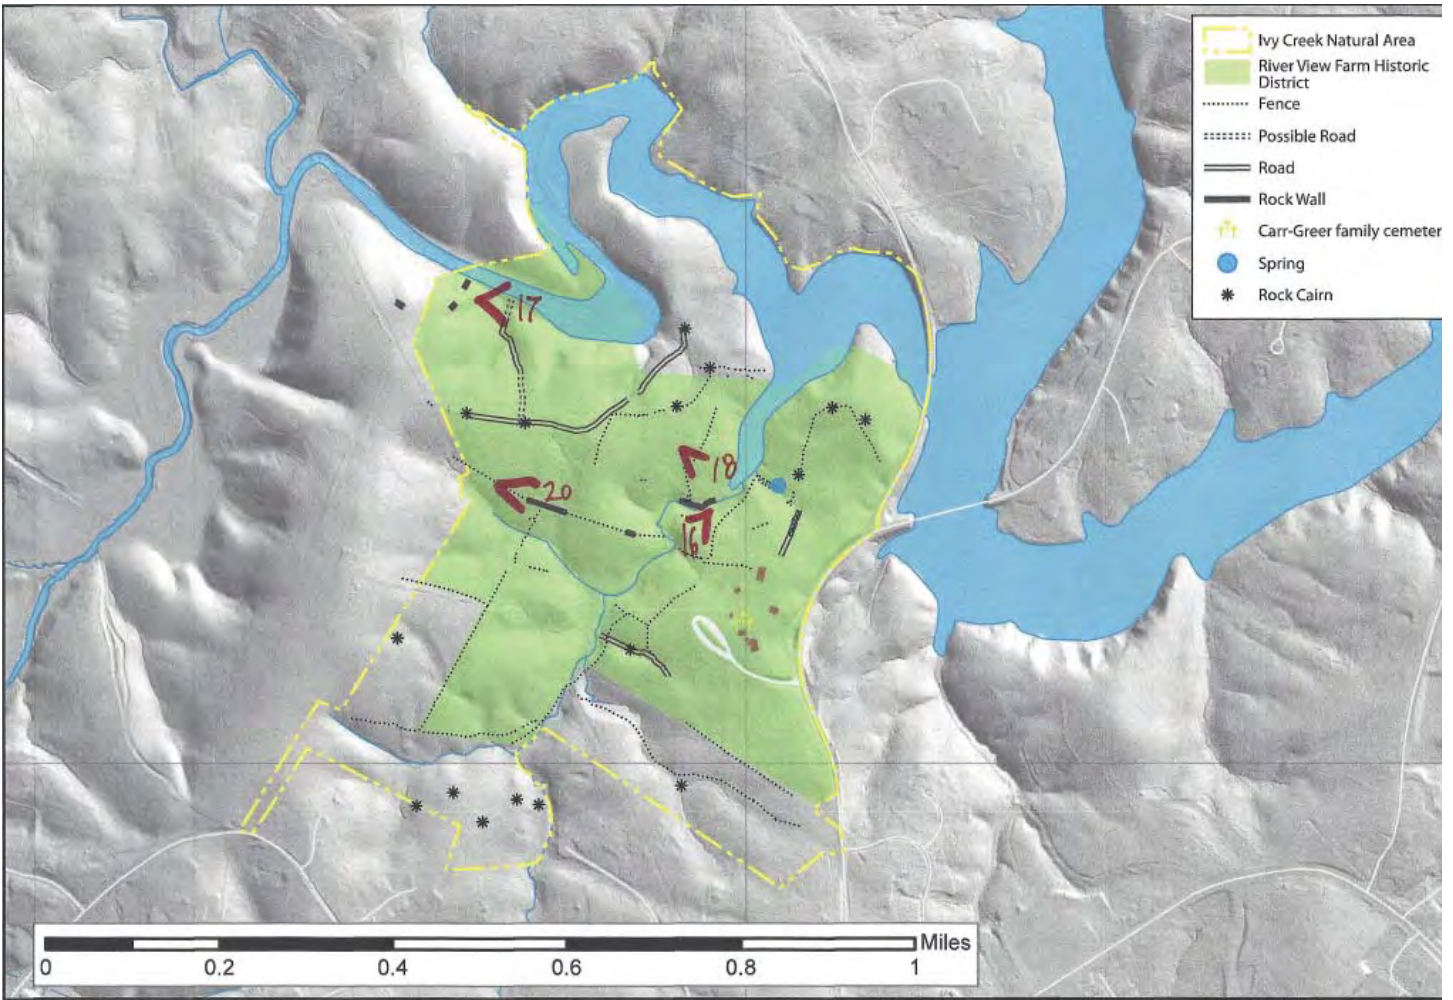 Ivy Creek Natural Area
River View Farm Historic
District
Fence
Possible Road
Road
Rock Wall
Carr-Greer family cemeter
Spring
Rock Cairn
17
18
20
16
Miles
0 0.2 0.4 0.6 0.8 1